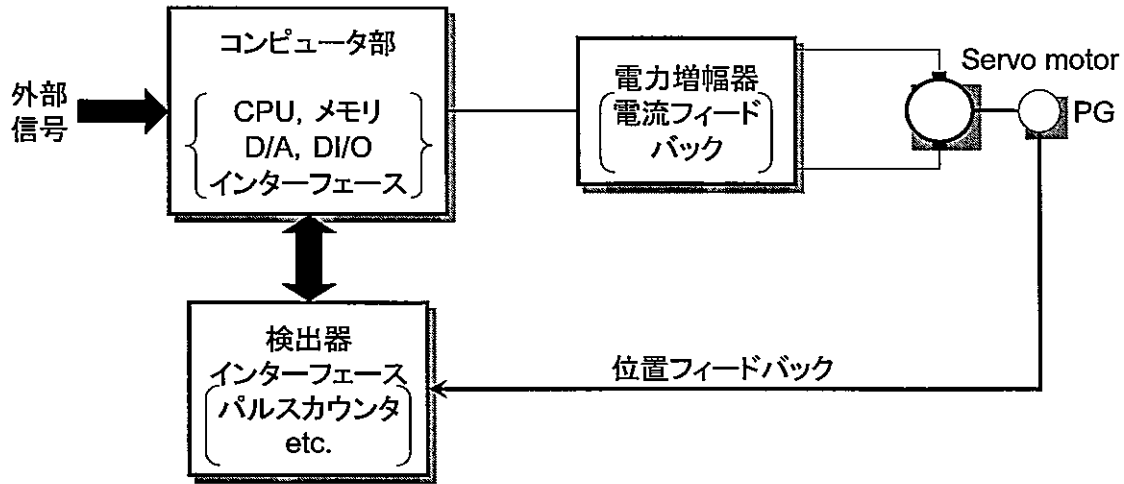 コンピュータ部
CPU, メモリ
D/A, DI/O
インターフェース
外部
信号
電力増幅器
電流フィード
バック
Servo motor
PG
検出器
インターフェース
パルスカウンタ
etc.
位置フィードバック